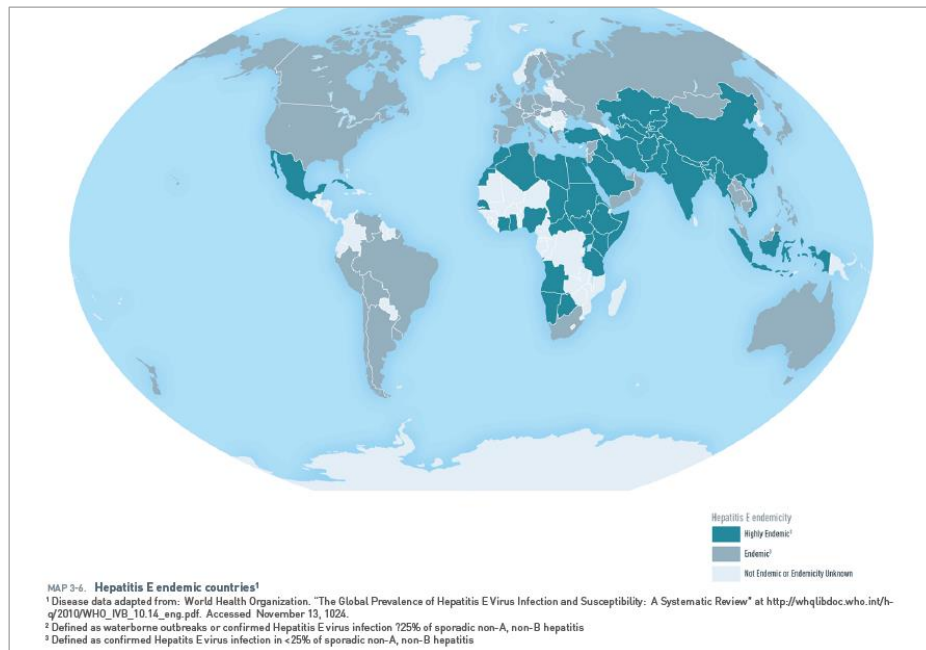 Hepatitis E endemicity
Highly Endemic²
Endemic³
Not Endemic or Endemicity Unknown
MAP 3-6. Hepatitis E endemic countries¹
¹ Disease data adapted from: World Health Organization. "The Global Prevalence of Hepatitis E Virus Infection and Susceptibility: A Systematic Review" at http://whqlibdoc.who.int/h-
q/2010/WHO_IVB_10.14_eng.pdf. Accessed November 13, 1024.
² Defined as waterborne outbreaks or confirmed Hepatitis E virus infection ?25% of sporadic non-A, non-B hepatitis
³ Defined as confirmed Hepatits E virus infection in <25% of sporadic non-A, non-B hepatitis